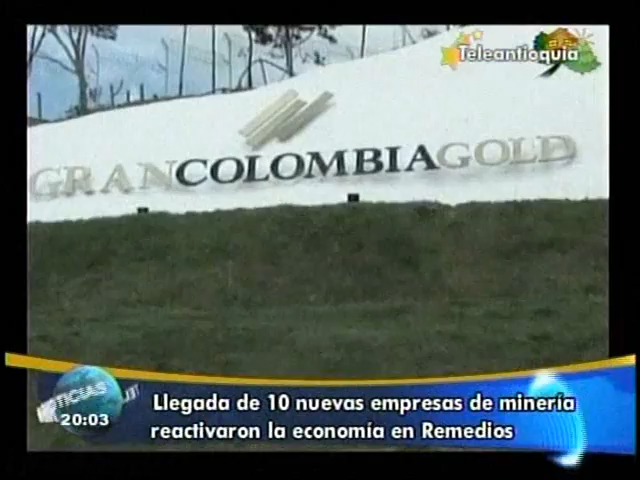 Teleantioquia
GRANCOLOMBIAGOLD
NOTICIAS
20:03
Llegada de 10 nuevas empresas de minería
reactivaron la economía en Remedios